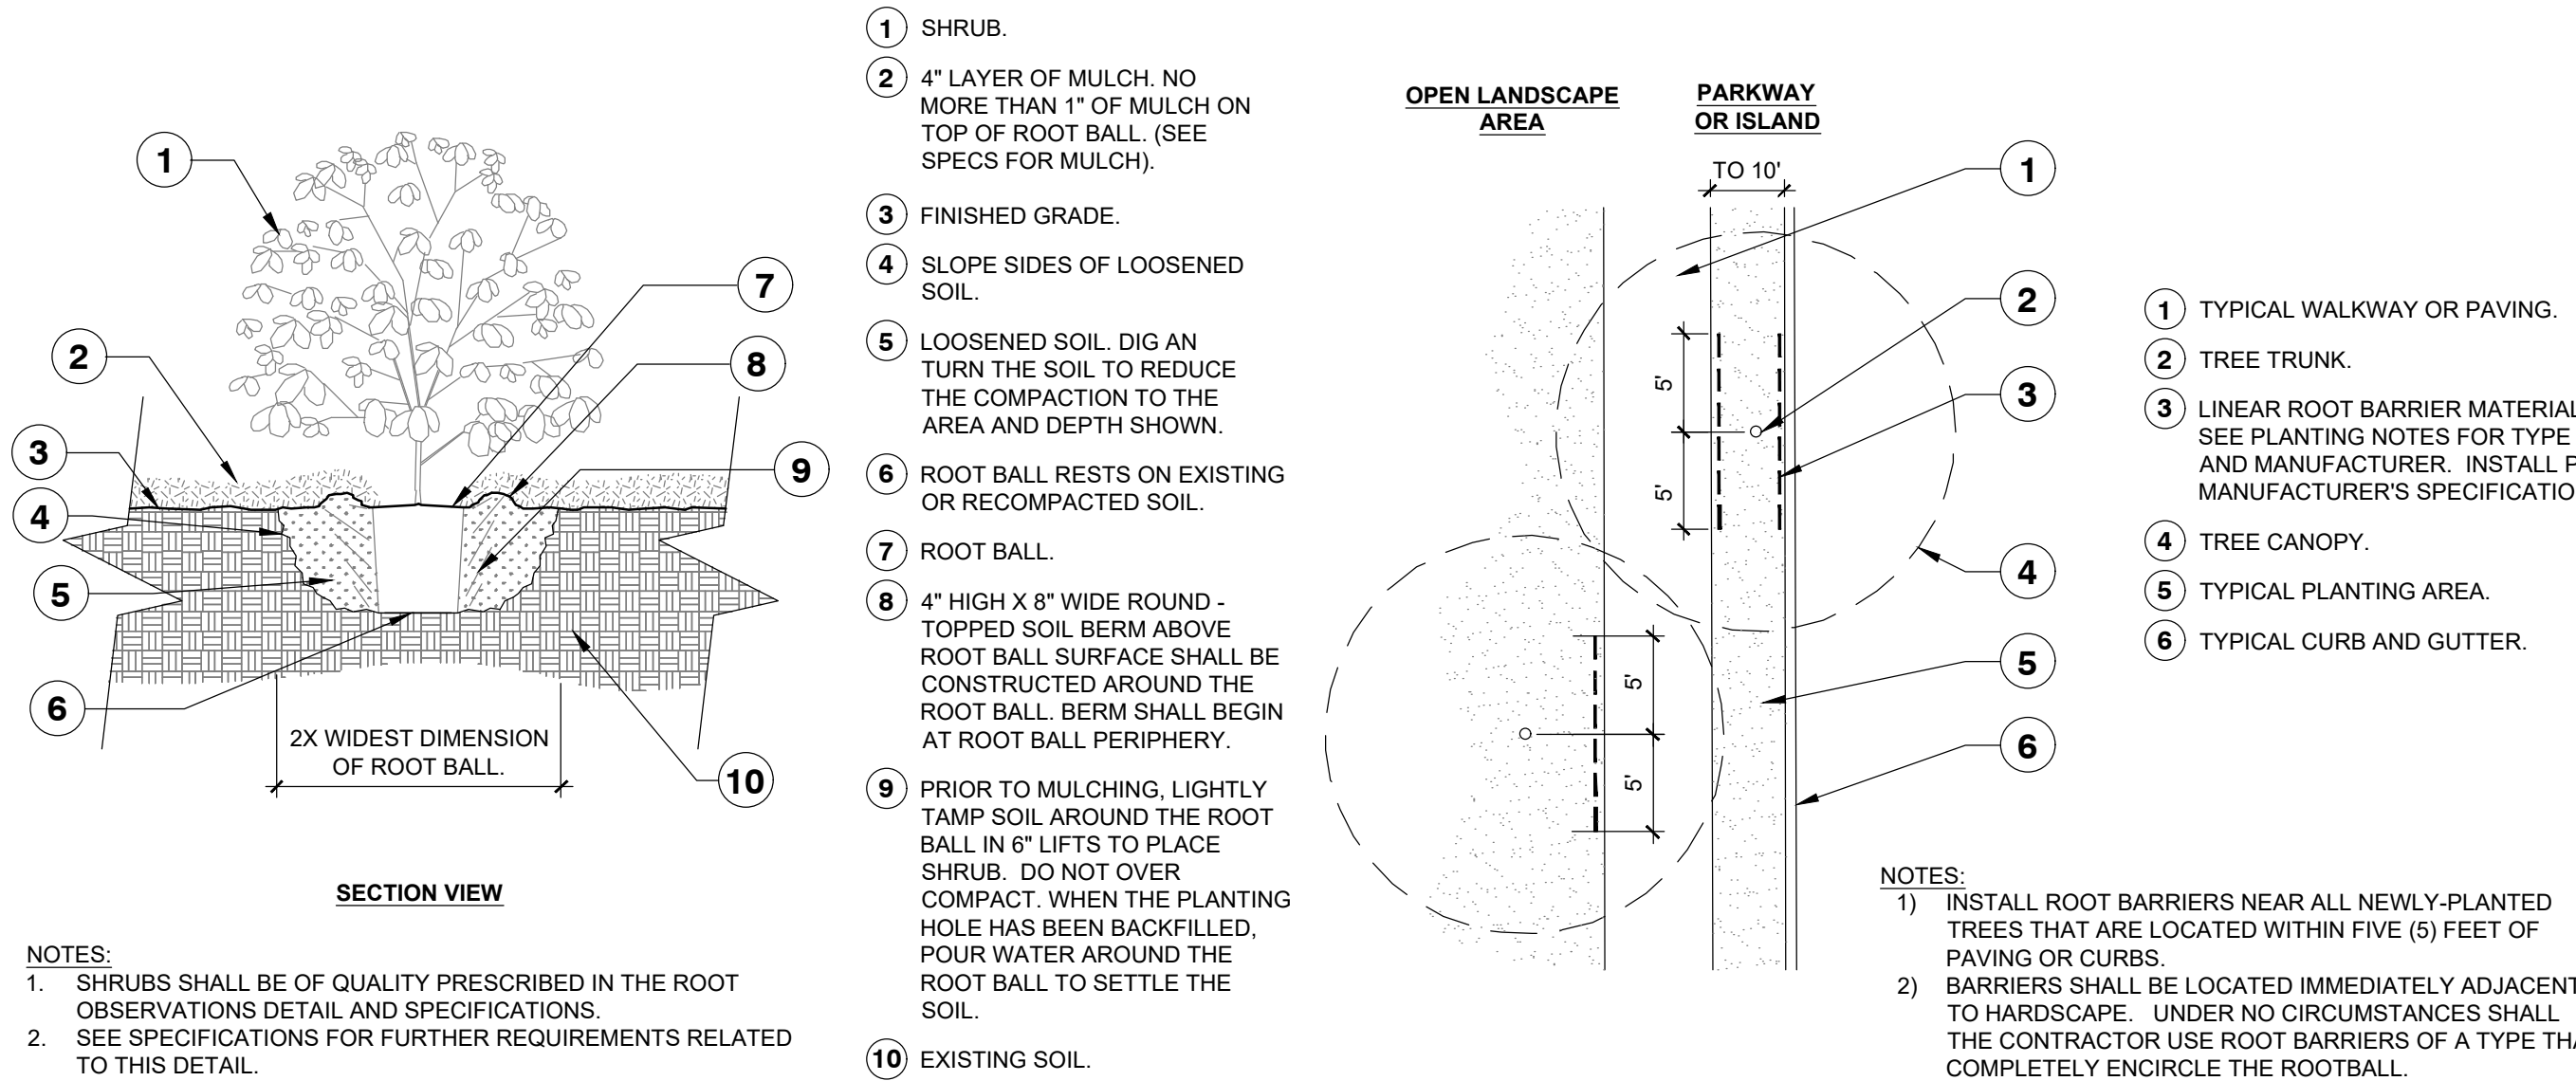 1
2
3
4
5
6
7
8
9
10
2X WIDEST DIMENSION
OF ROOT BALL.
SECTION VIEW
NOTES:
1. SHRUBS SHALL BE OF QUALITY PRESCRIBED IN THE ROOT
OBSERVATIONS DETAIL AND SPECIFICATIONS.
2. SEE SPECIFICATIONS FOR FURTHER REQUIREMENTS RELATED
TO THIS DETAIL.
1 SHRUB.
2 4" LAYER OF MULCH. NO
MORE THAN 1" OF MULCH ON
TOP OF ROOT BALL. (SEE
SPECS FOR MULCH).
3 FINISHED GRADE.
4 SLOPE SIDES OF LOOSENED
SOIL.
5 LOOSENED SOIL. DIG AN
TURN THE SOIL TO REDUCE
THE COMPACTION TO THE
AREA AND DEPTH SHOWN.
6 ROOT BALL RESTS ON EXISTING
OR RECOMPACTED SOIL.
7 ROOT BALL.
8 4" HIGH X 8" WIDE ROUND -
TOPPED SOIL BERM ABOVE
ROOT BALL SURFACE SHALL BE
CONSTRUCTED AROUND THE
ROOT BALL. BERM SHALL BEGIN
AT ROOT BALL PERIPHERY.
9 PRIOR TO MULCHING, LIGHTLY
TAMP SOIL AROUND THE ROOT
BALL IN 6" LIFTS TO PLACE
SHRUB. DO NOT OVER
COMPACT. WHEN THE PLANTING
HOLE HAS BEEN BACKFILLED,
POUR WATER AROUND THE
ROOT BALL TO SETTLE THE
SOIL.
10 EXISTING SOIL.
OPEN LANDSCAPE
AREA
PARKWAY
OR ISLAND
TO 10'
5'
5'
5'
5'
1
2
3
4
5
6
1 TYPICAL WALKWAY OR PAVING.
2 TREE TRUNK.
3 LINEAR ROOT BARRIER MATERIAL
SEE PLANTING NOTES FOR TYPE
AND MANUFACTURER. INSTALL
MANUFACTURER'S
4 TREE CANOPY.
5 TYPICAL PLANTING AREA.
6 TYPICAL CURB AND GUTTER.
NOTES:
1) INSTALL ROOT BARRIERS NEAR ALL NEWLY-PLANTED
TREES THAT ARE LOCATED WITHIN FIVE (5) FEET OF
PAVING OR CURBS.
2) BARRIERS SHALL BE LOCATED IMMEDIATELY ADJACENT
TO HARDSCAPE. UNDER NO CIRCUMSTANCES SHALL
THE CONTRACTOR USE ROOT BARRIERS OF A TYPE
COMPLETELY ENCIRCLE THE ROOTBALL.